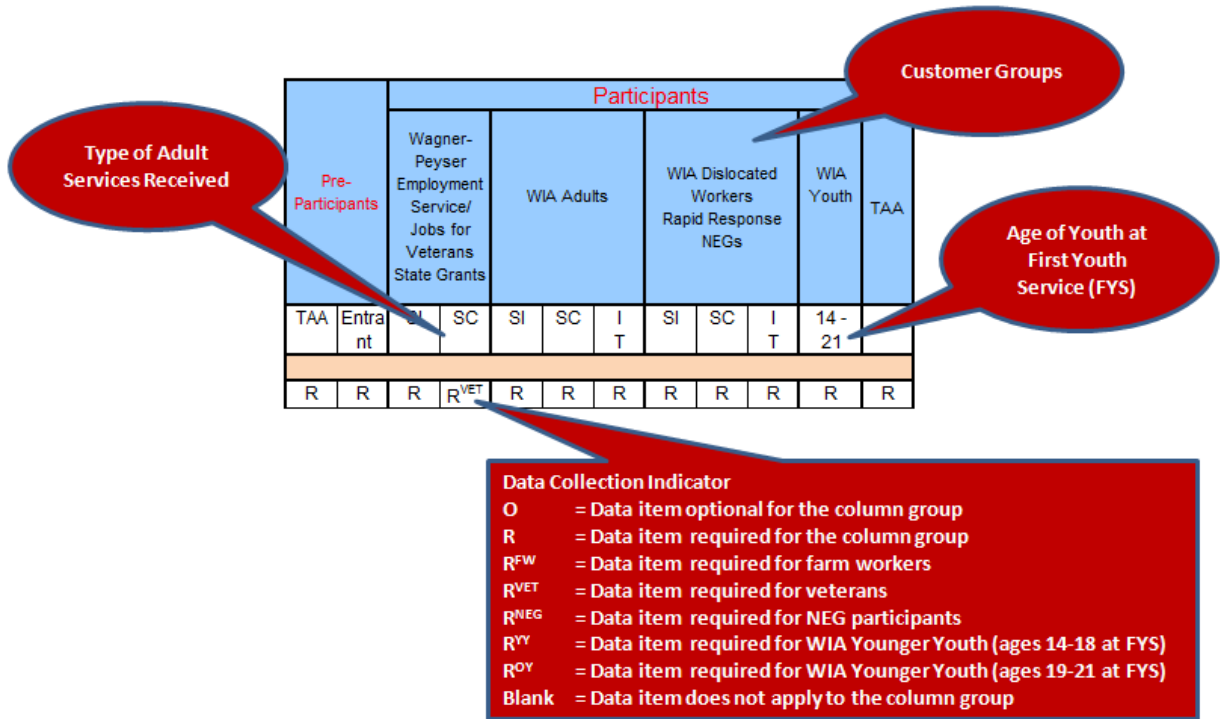 Customer Groups
Type of Adult
Services Received
Participants
Pre-
Participants
Wagner-
Peyser
Employment
Service/
Jobs for
Veterans
State Grants
WIA Adults
WIA Dislocated
Workers
Rapid Response
NEGs
WIA
Youth
TAA
Age of Youth at
First Youth
Service (FYS)
TAA Entra SI SC SI SC I SI SC I 14 -
nt T T 21
R R R R^VET R R R R R R R R
Data Collection Indicator
O = Data item optional for the column group
R = Data item required for the column group
R^FW = Data item required for farm workers
R^VET = Data item required for veterans
R^NEG = Data item required for NEG participants
R^YY = Data item required for WIA Younger Youth (ages 14-18 at FYS)
R^OY = Data item required for WIA Younger Youth (ages 19-21 at FYS)
Blank = Data item does not apply to the column group